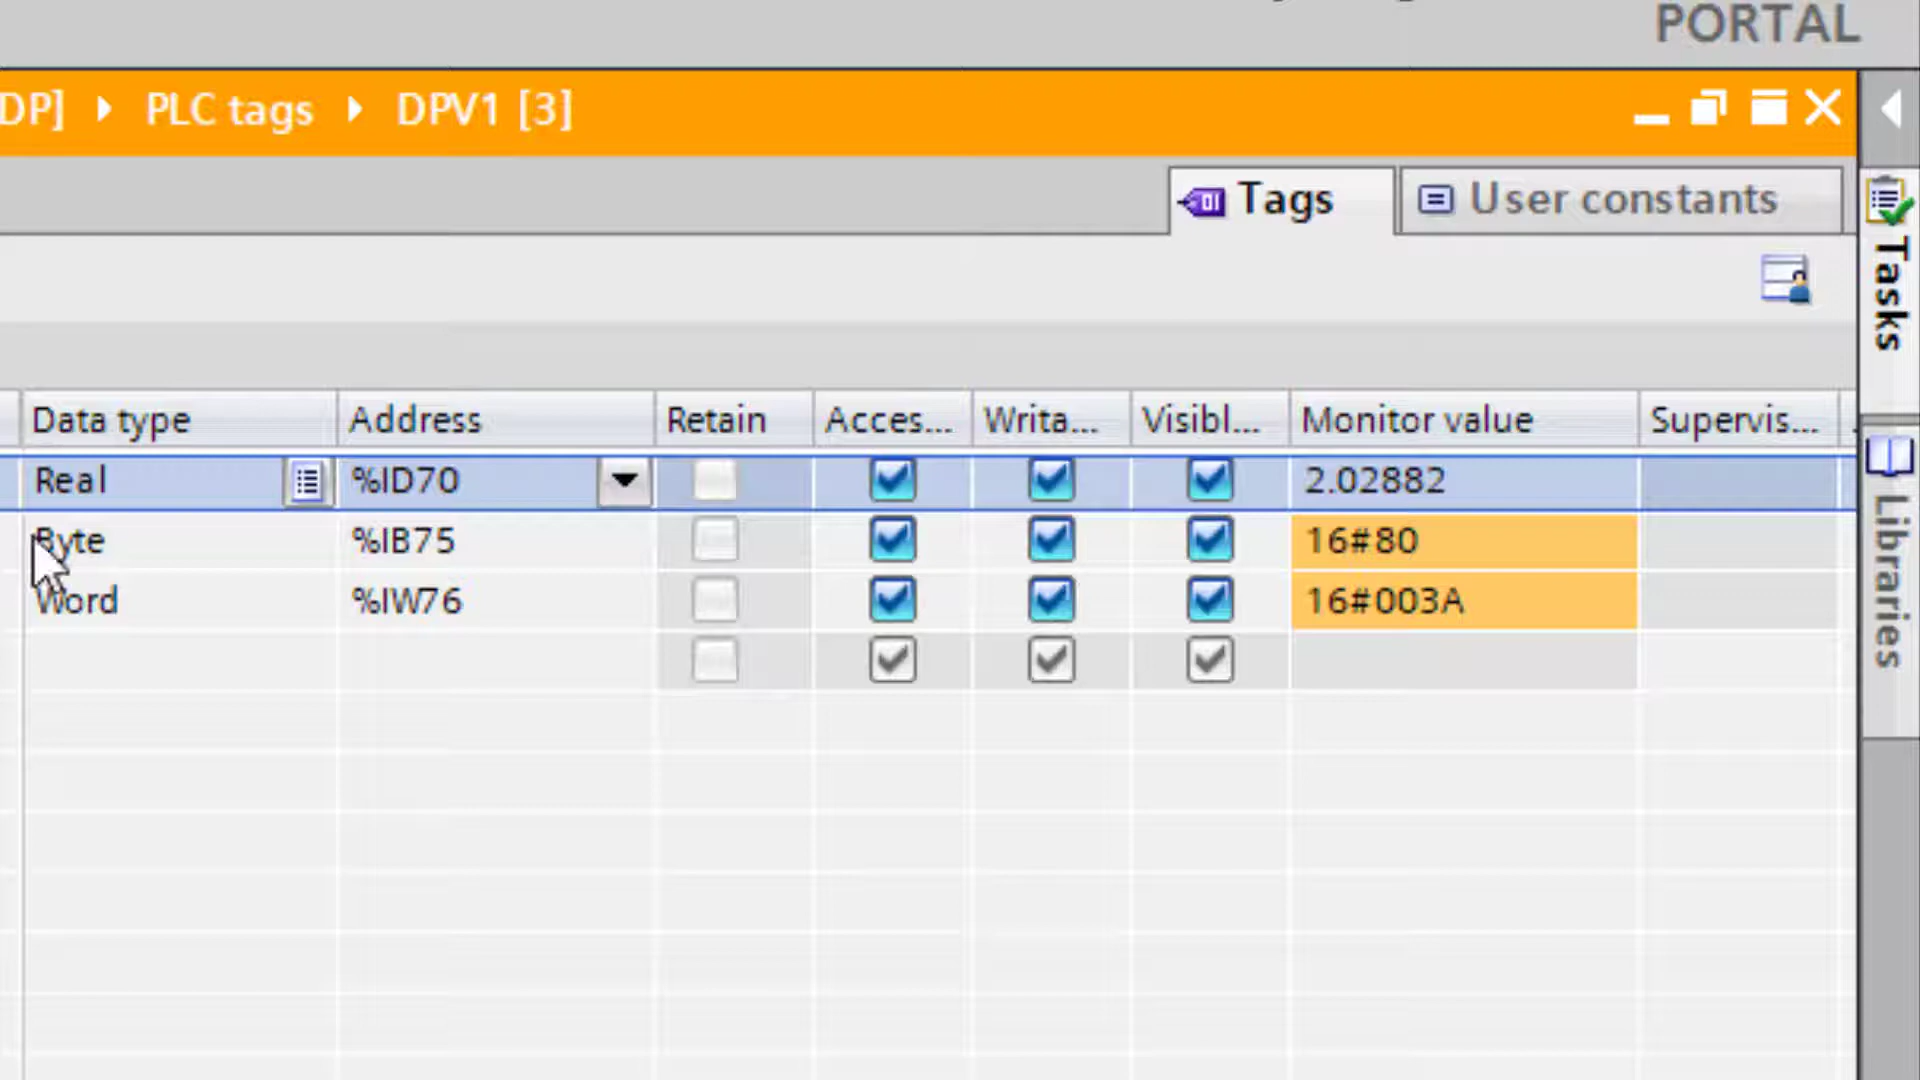 PORTAL
DP] PLC tags DPV1 [3]
Tags User constants
Tasks
Libraries
Data type Address Retain Acces... Writa... Visibl... Monitor value Supervis...
Real %ID70 2.02882
Byte %IB75 16#80
Word %IW76 16#003A